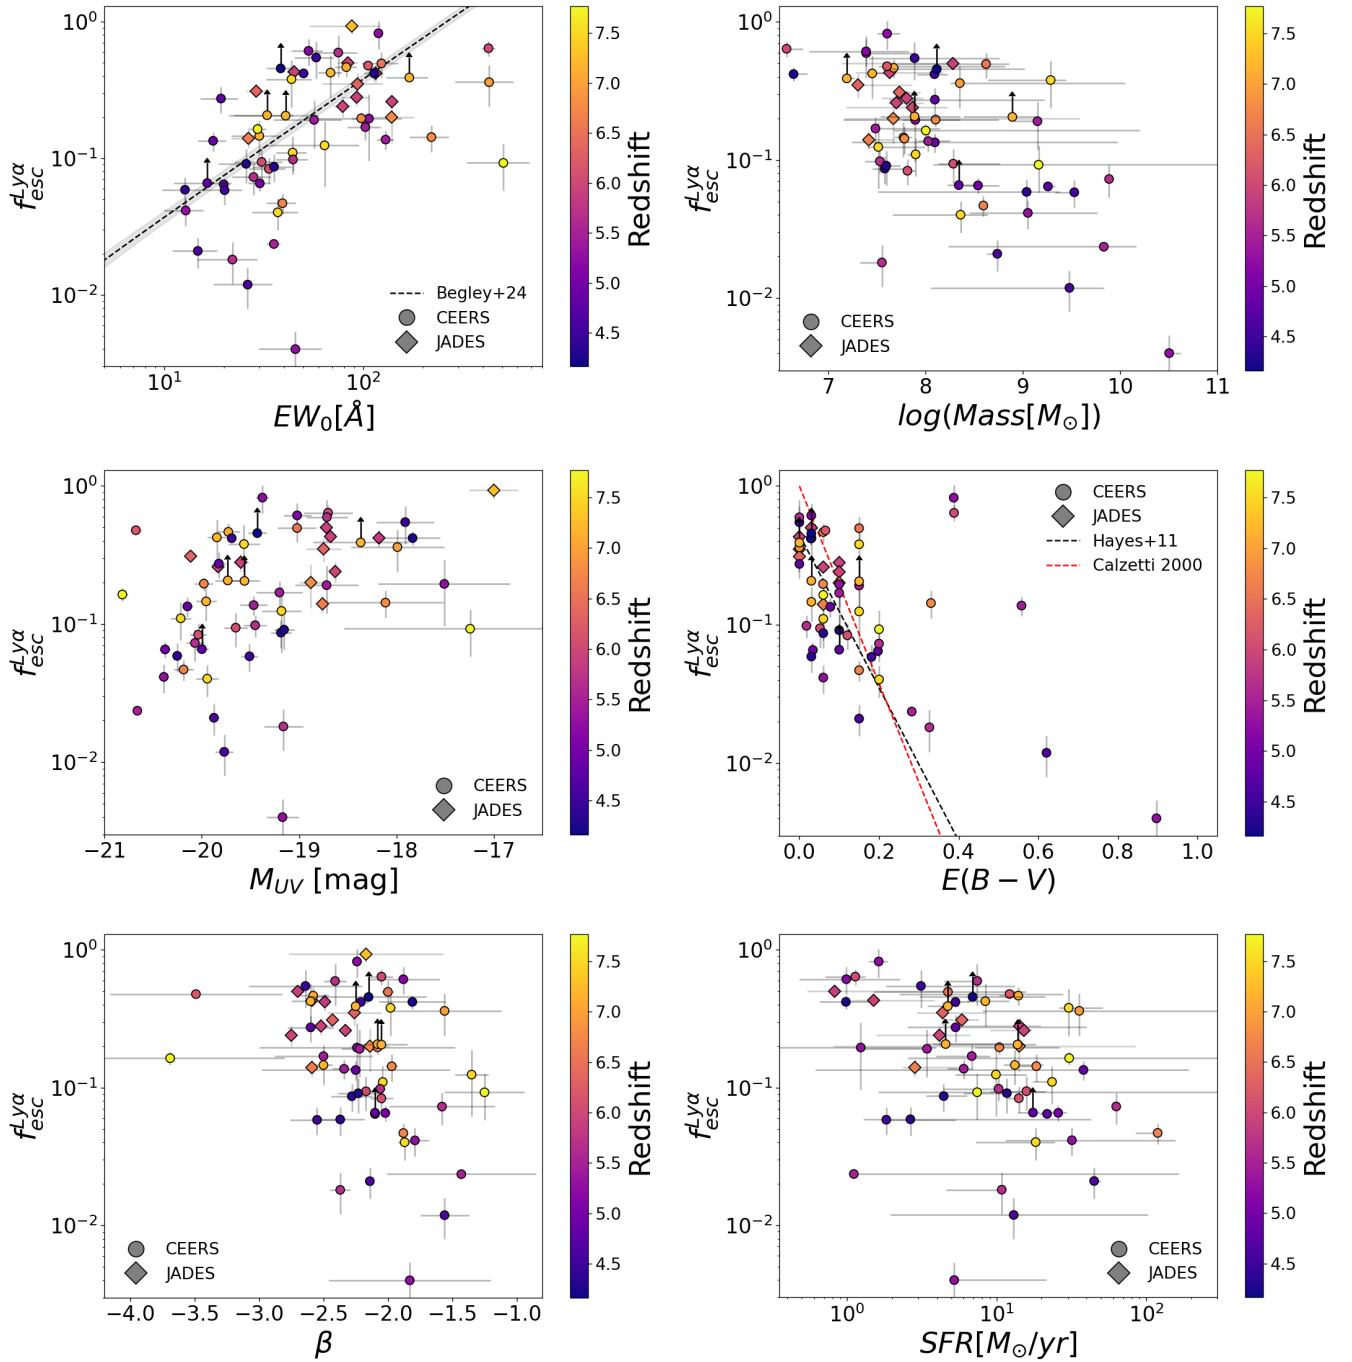 10⁰
10⁻¹
10⁻²
f_esc^Lyα
10¹
10²
EW₀[Å]
Begley+24
CEERS
JADES
7.5
7.0
6.5
6.0
5.5
5.0
4.5
Redshift
10⁰
10⁻¹
10⁻²
f_esc^Lyα
7
8
9
10
11
log(Mass[M⊙])
CEERS
JADES
7.5
7.0
6.5
6.0
5.5
5.0
4.5
Redshift
10⁰
10⁻¹
10⁻²
f_esc^Lyα
−21
−20
−19
−18
−17
M_UV [mag]
CEERS
JADES
7.5
7.0
6.5
6.0
5.5
5.0
4.5
Redshift
10⁰
10⁻¹
10⁻²
f_esc^Lyα
0.0
0.2
0.4
0.6
0.8
1.0
E(B − V)
CEERS
JADES
Hayes+11
Calzetti 2000
7.5
7.0
6.5
6.0
5.5
5.0
4.5
Redshift
10⁰
10⁻¹
10⁻²
f_esc^Lyα
−4.0
−3.5
−3.0
−2.5
−2.0
−1.5
−1.0
β
CEERS
JADES
7.5
7.0
6.5
6.0
5.5
5.0
4.5
Redshift
10⁰
10⁻¹
10⁻²
f_esc^Lyα
10⁰
10¹
10²
SFR[M⊙/yr]
CEERS
JADES
7.5
7.0
6.5
6.0
5.5
5.0
4.5
Redshift